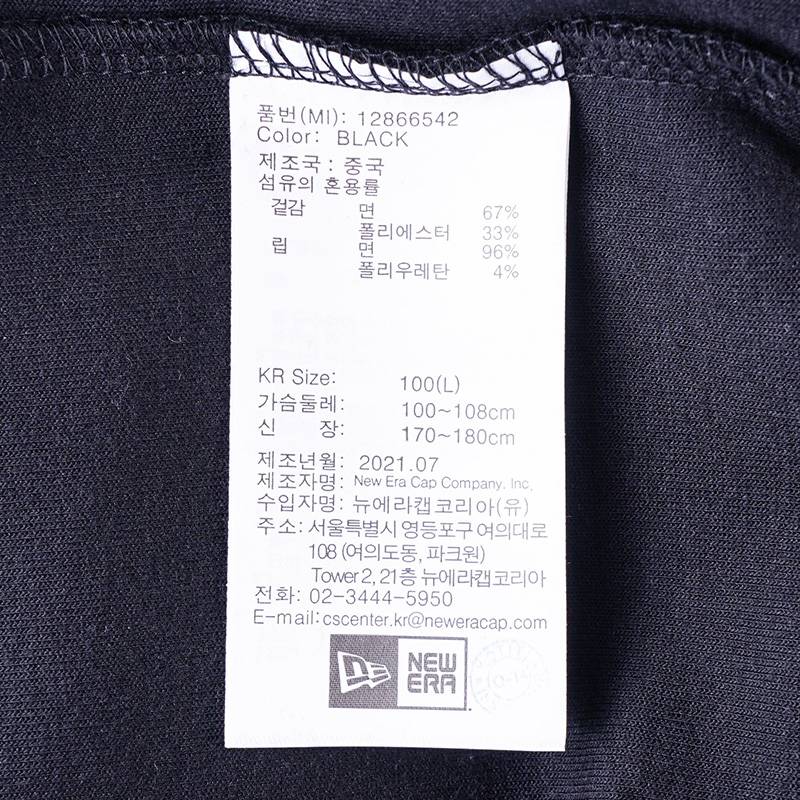 품번(MI): 12866542
Color: BLACK
제조국 : 중국
섬유의 혼용률
겉감 면 67%
폴리에스터 33%
립 면 96%
폴리우레탄 4%
KR Size: 100(L)
가슴둘레: 100~108cm
신 장: 170~180cm
제조년월: 2021.07
제조자명: New Era Cap Company, Inc.
수입자명: 뉴에라캡코리아(유)
주소: 서울특별시 영등포구 여의대로
108 (여의도동, 파크원)
Tower 2, 21층 뉴에라캡코리아
전화: 02-3444-5950
E-mail:cscenter.kr@neweracap.com
NEW
ERA